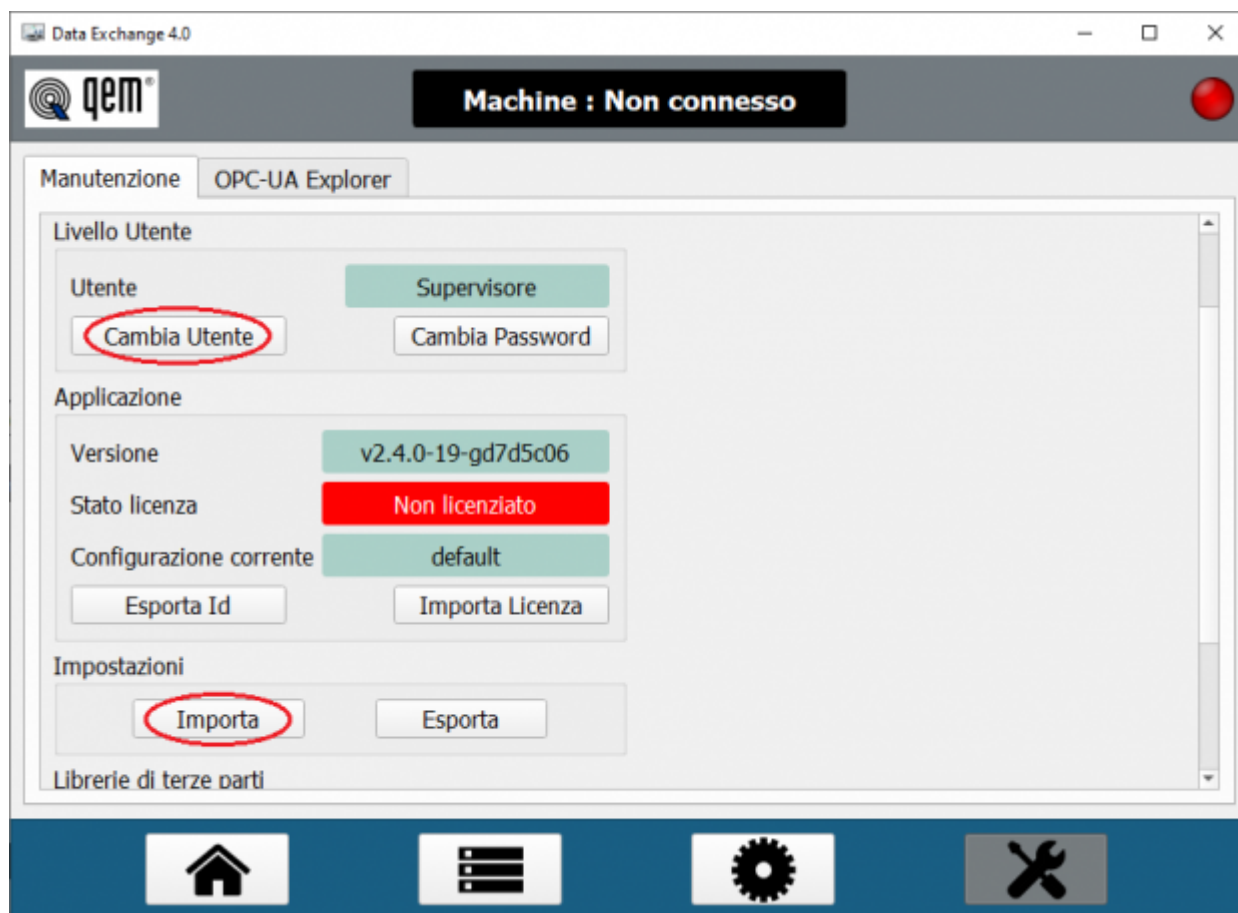 Data Exchange 4.0
qem®
Machine : Non connesso
Manutenzione OPC-UA Explorer
Livello Utente
Utente Supervisore
Cambia Utente Cambia Password
Applicazione
Versione v2.4.0-19-gd7d5c06
Stato licenza Non licenziato
Configurazione corrente default
Esporta Id Importa Licenza
Impostazioni
Importa Esporta
Librerie di terze parti